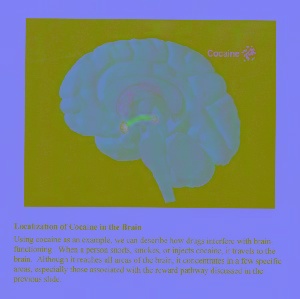 Cocaine
Localization of Cocaine in the Brain
Using cocaine as an example, we can describe how drugs interfere with brain
functioning. When a person snorts, smokes, or injects cocaine, it travels to the
brain. Although it reaches all areas of the brain, it concentrates in a few specific
areas, especially those associated with the reward pathway discussed in the
previous slide.